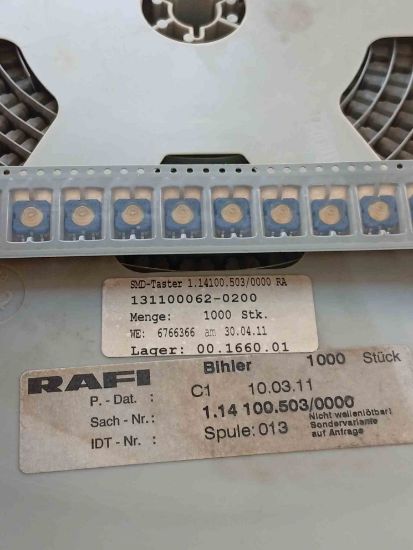 SMD-Taster 1.14100.503/0000 RA
131100062-0200
Menge: 1000 Stk.
WE: 6766366 am 30.04.11
Lager: 00.1660.01
RAFI Bihler 1000 Stück
P. - Dat. : C1 10.03.11
Sach - Nr.: 1.14 100.503/0000
Nicht wellenlötbar!
IDT - Nr. : Spule: 013 Sondervariante
auf Anfrage